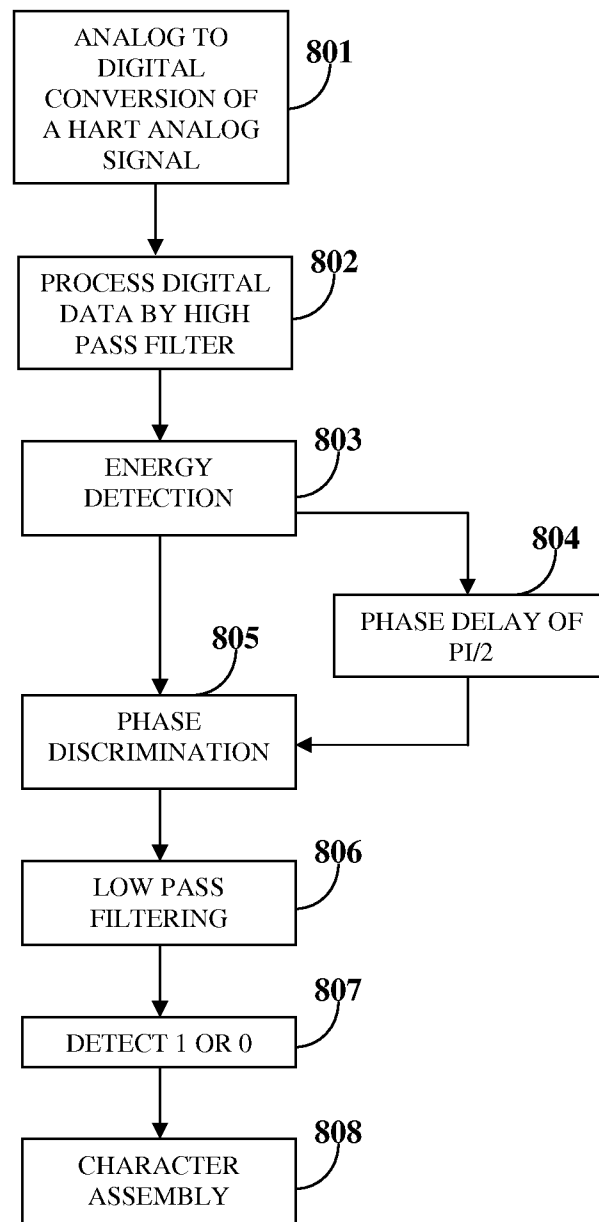 ANALOG TO
DIGITAL
CONVERSION OF
A HART ANALOG
SIGNAL
801
802
PROCESS DIGITAL
DATA BY HIGH
PASS FILTER
803
ENERGY
DETECTION
804
PHASE DELAY OF
PI/2
805
PHASE
DISCRIMINATION
806
LOW PASS
FILTERING
807
DETECT 1 OR 0
808
CHARACTER
ASSEMBLY